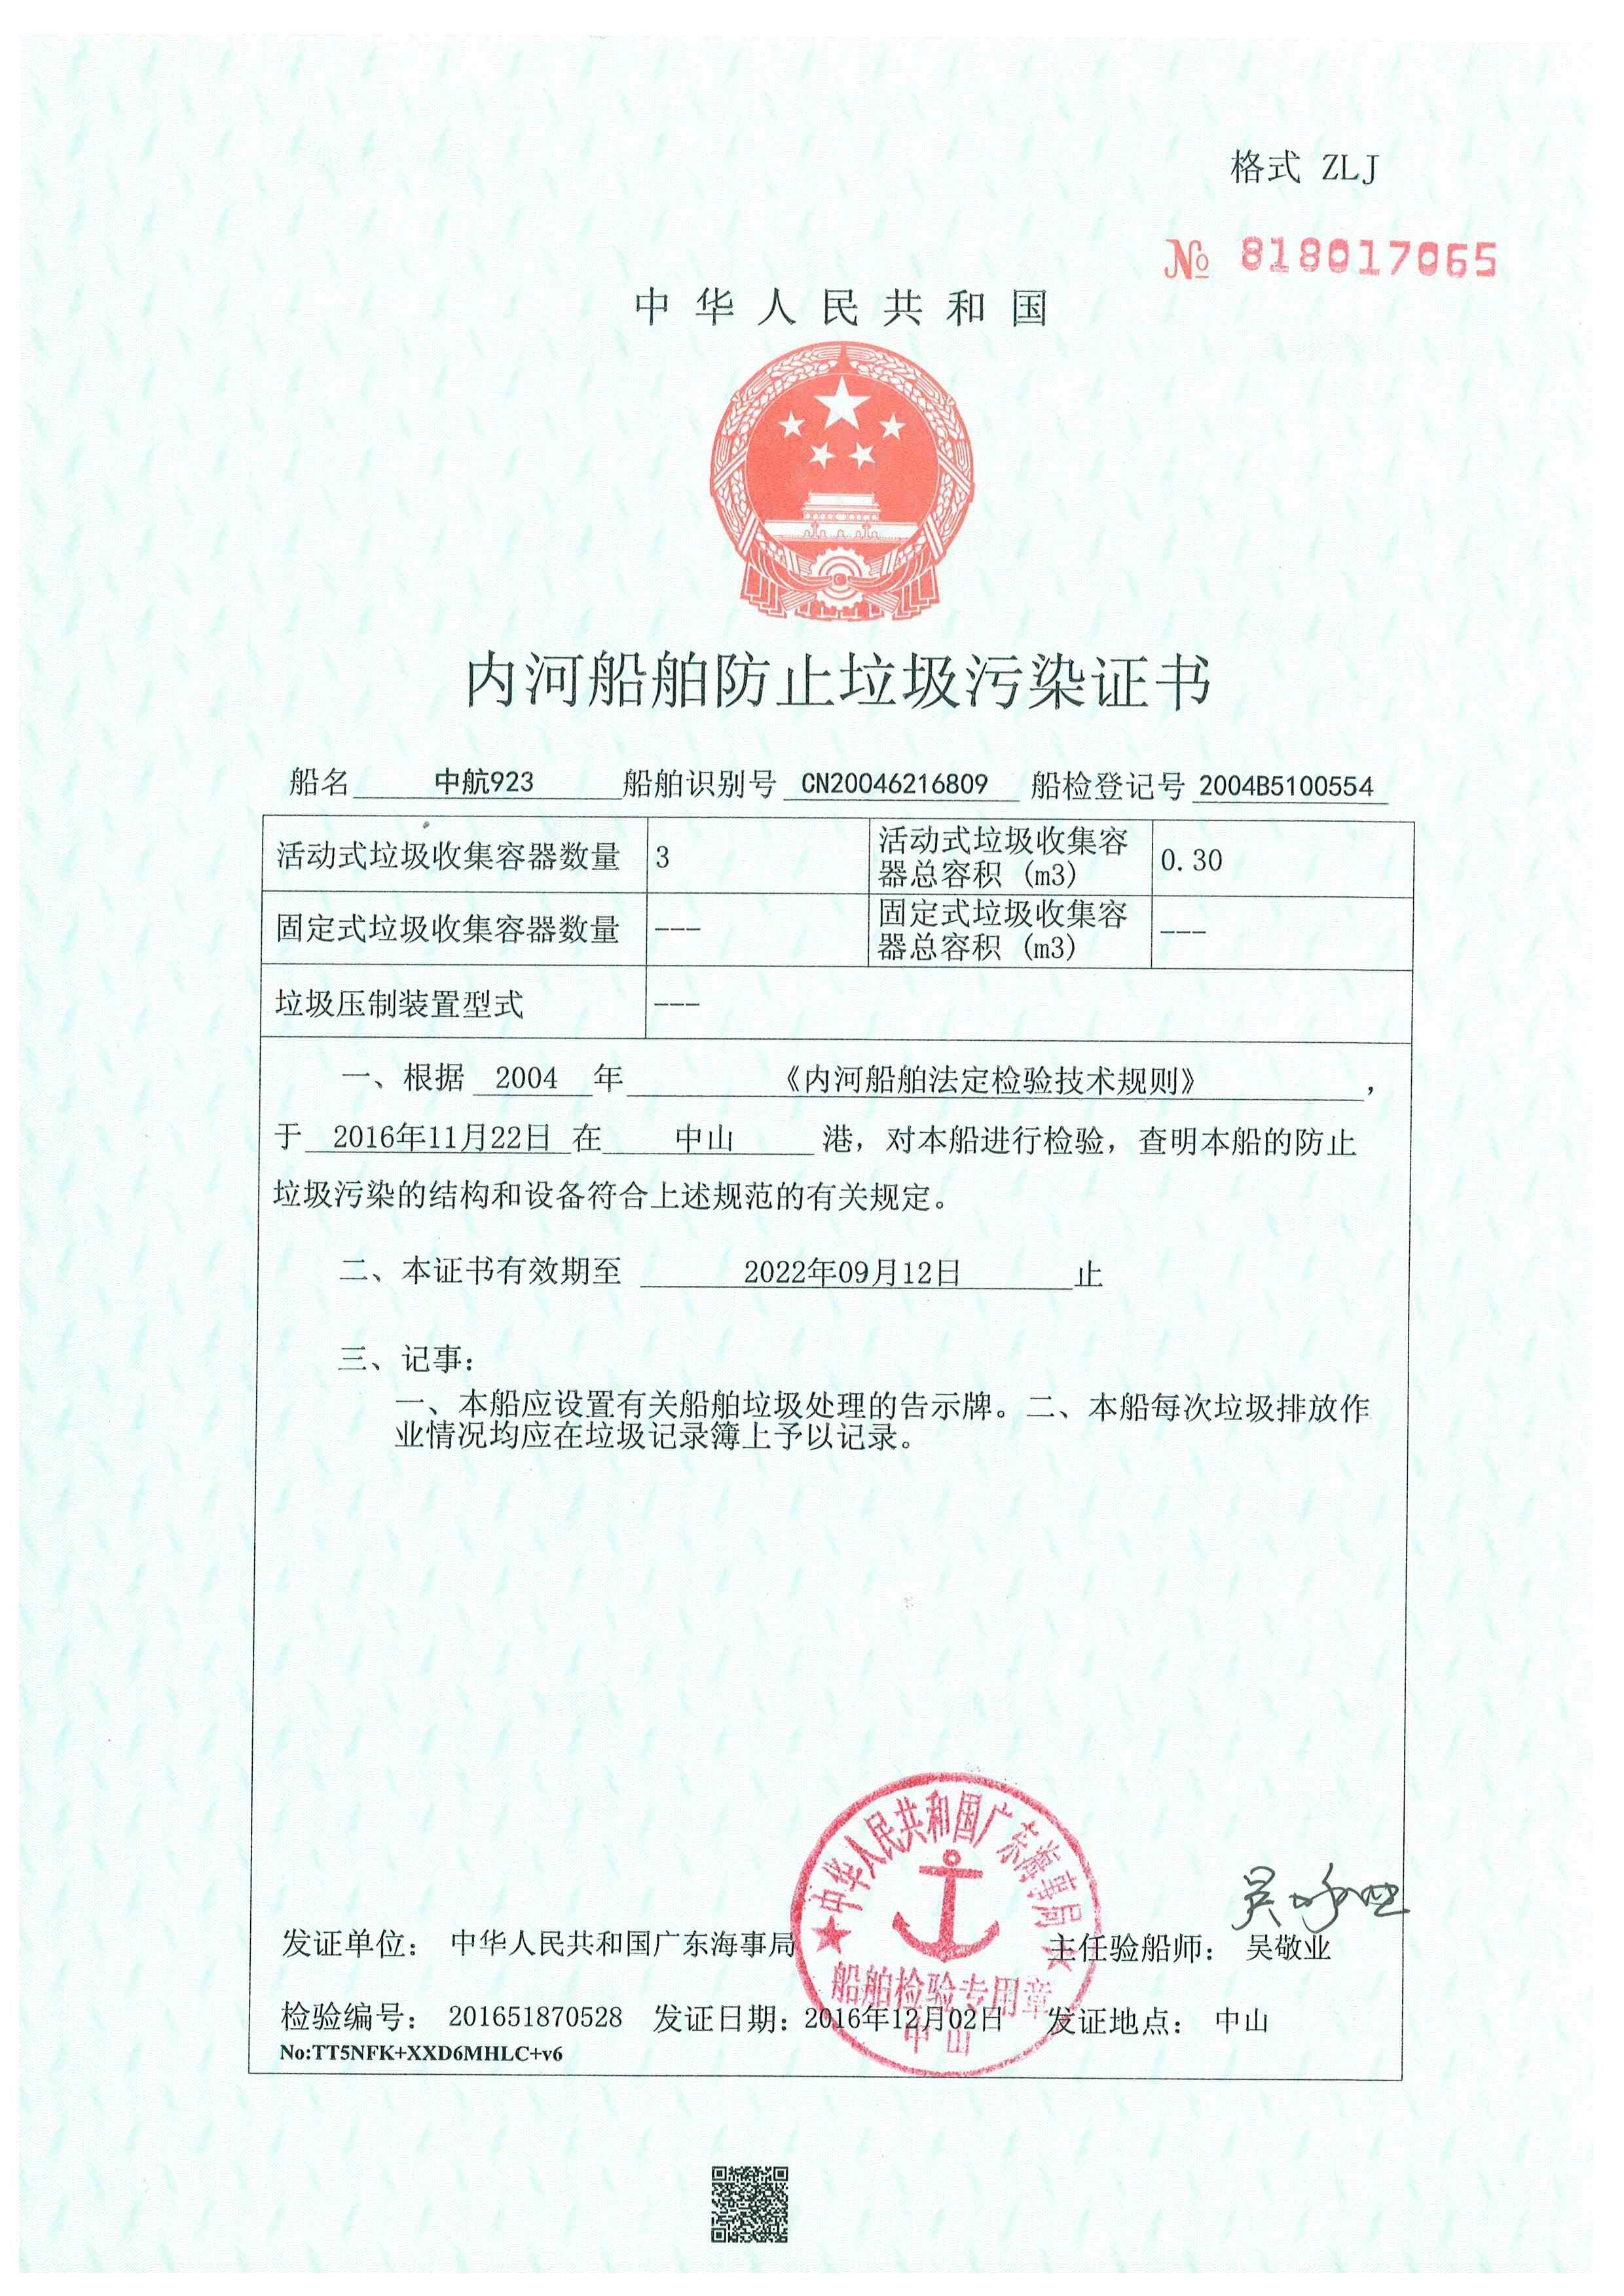 格式 ZLJ
№ 818017065
中华人民共和国
内河船舶防止垃圾污染证书
船名 中航923 船舶识别号 CN20046216809 船检登记号 2004B5100554
活动式垃圾收集容器数量 3 活动式垃圾收集容
器总容积 (m3) 0.30
固定式垃圾收集容器数量 --- 固定式垃圾收集容
器总容积 (m3) ---
垃圾压制装置型式 ---
一、根据 2004 年 《内河船舶法定检验技术规则》 ,
于 2016年11月22日 在 中山 港，对本船进行检验，查明本船的防止
垃圾污染的结构和设备符合上述规范的有关规定。
二、本证书有效期至 2022年09月12日 止
三、记事：
一、本船应设置有关船舶垃圾处理的告示牌。二、本船每次垃圾排放作
业情况均应在垃圾记录簿上予以记录。
中华人民共和国广东海事局
船舶检验专用章
中山
吴敬业
发证单位： 中华人民共和国广东海事局 主任验船师： 吴敬业
检验编号： 201651870528 发证日期：2016年12月02日 发证地点： 中山
No:TT5NFK+XXD6MHLC+v6